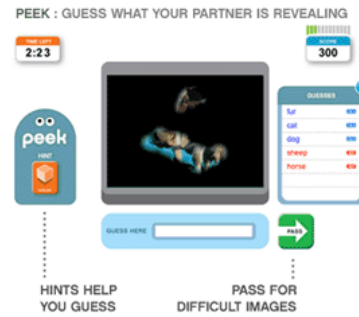 PEEK : GUESS WHAT YOUR PARTNER IS REVEALING
TIME LEFT
2:23
SCORE
300
peek
HINT
GUESSES
fur
cat
dog
sheep
horse
GUESS HERE
PASS
HINTS HELP
YOU GUESS
PASS FOR
DIFFICULT IMAGES